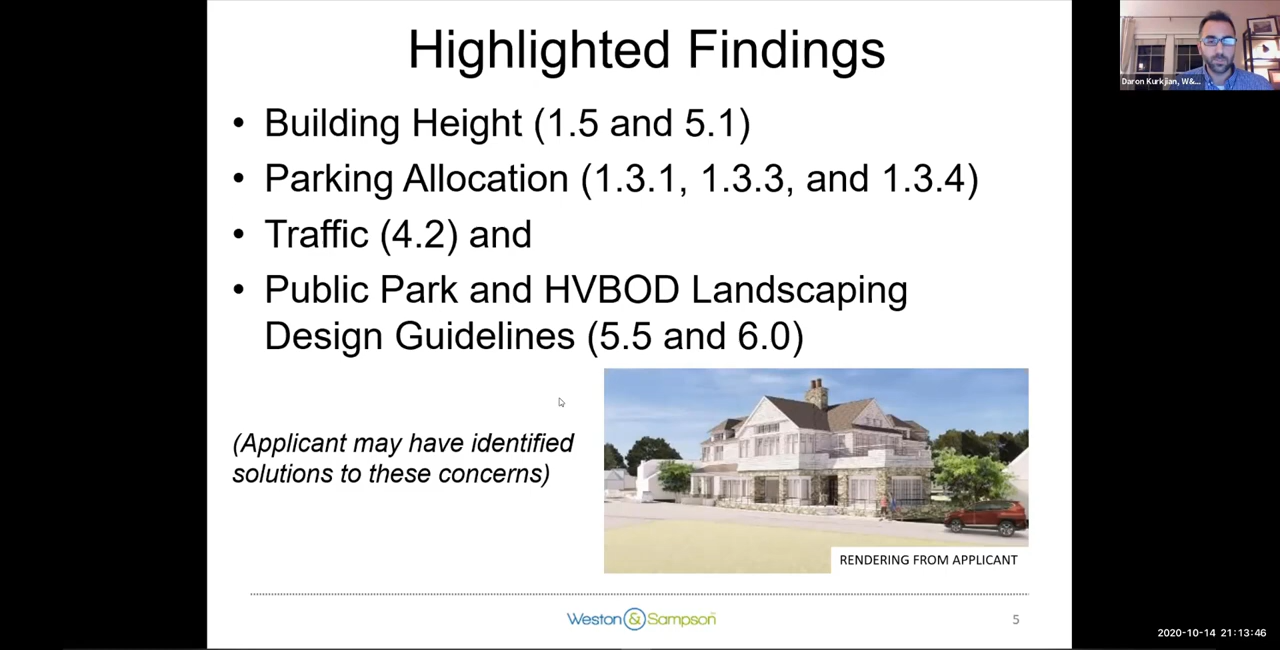 Highlighted Findings
• Building Height (1.5 and 5.1)
• Parking Allocation (1.3.1, 1.3.3, and 1.3.4)
• Traffic (4.2) and
• Public Park and HVBOD Landscaping
Design Guidelines (5.5 and 6.0)
(Applicant may have identified
solutions to these concerns)
RENDERING FROM APPLICANT
Weston & Sampson
5
Daron Kurkjian, W&...
2020-10-14 21:13:46